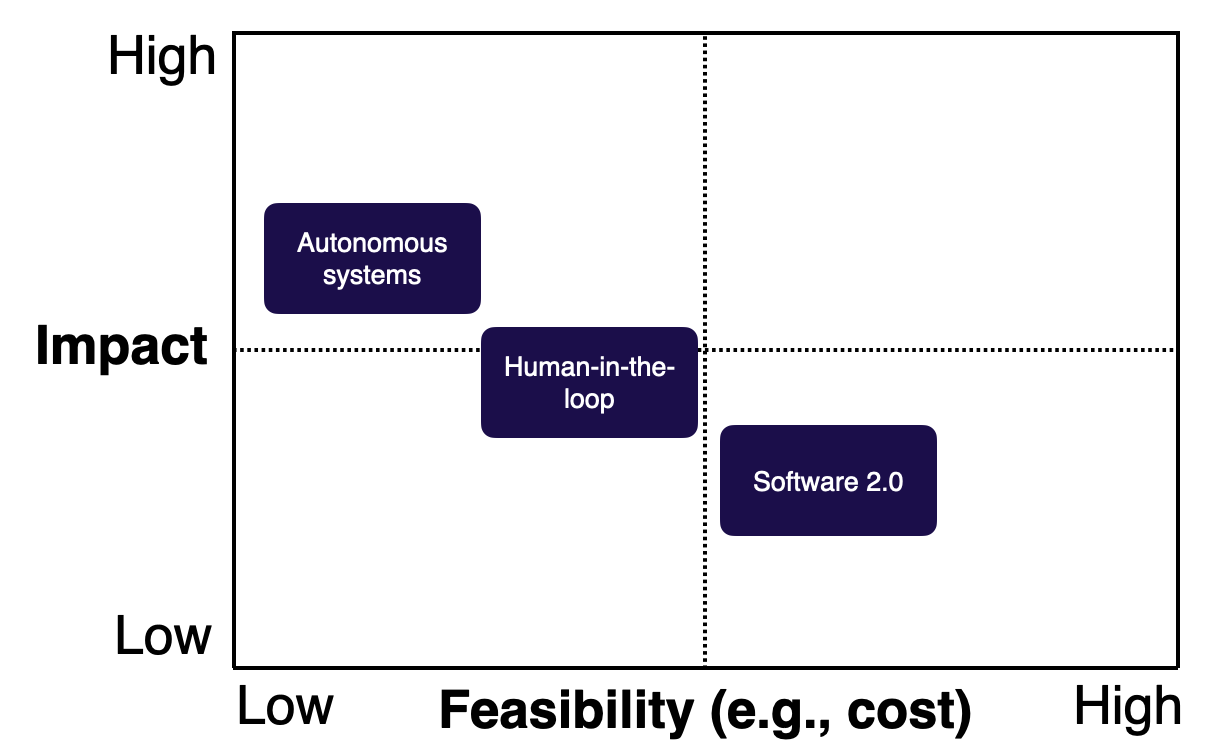 High
Autonomous
systems
Impact
Human-in-the-
loop
Software 2.0
Low
Low
Feasibility (e.g., cost)
High